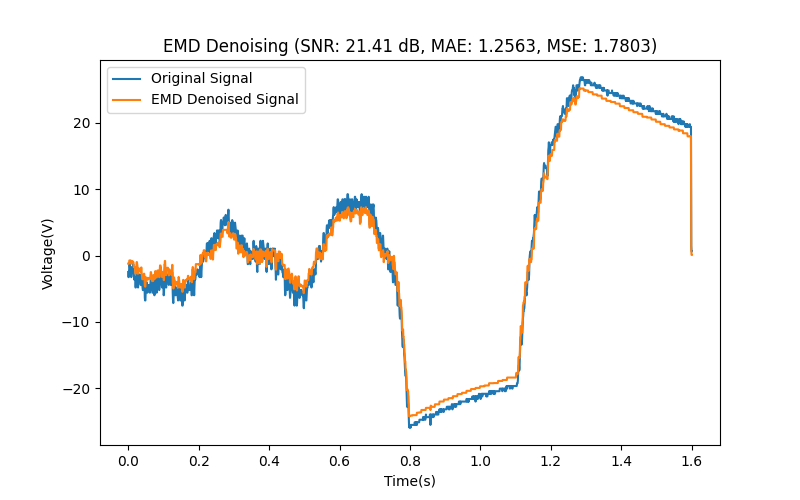 EMD Denoising (SNR: 21.41 dB, MAE: 1.2563, MSE: 1.7803)
Original Signal
EMD Denoised Signal
Voltage(V)
20
10
0
−10
−20
0.0 0.2 0.4 0.6 0.8 1.0 1.2 1.4 1.6
Time(s)